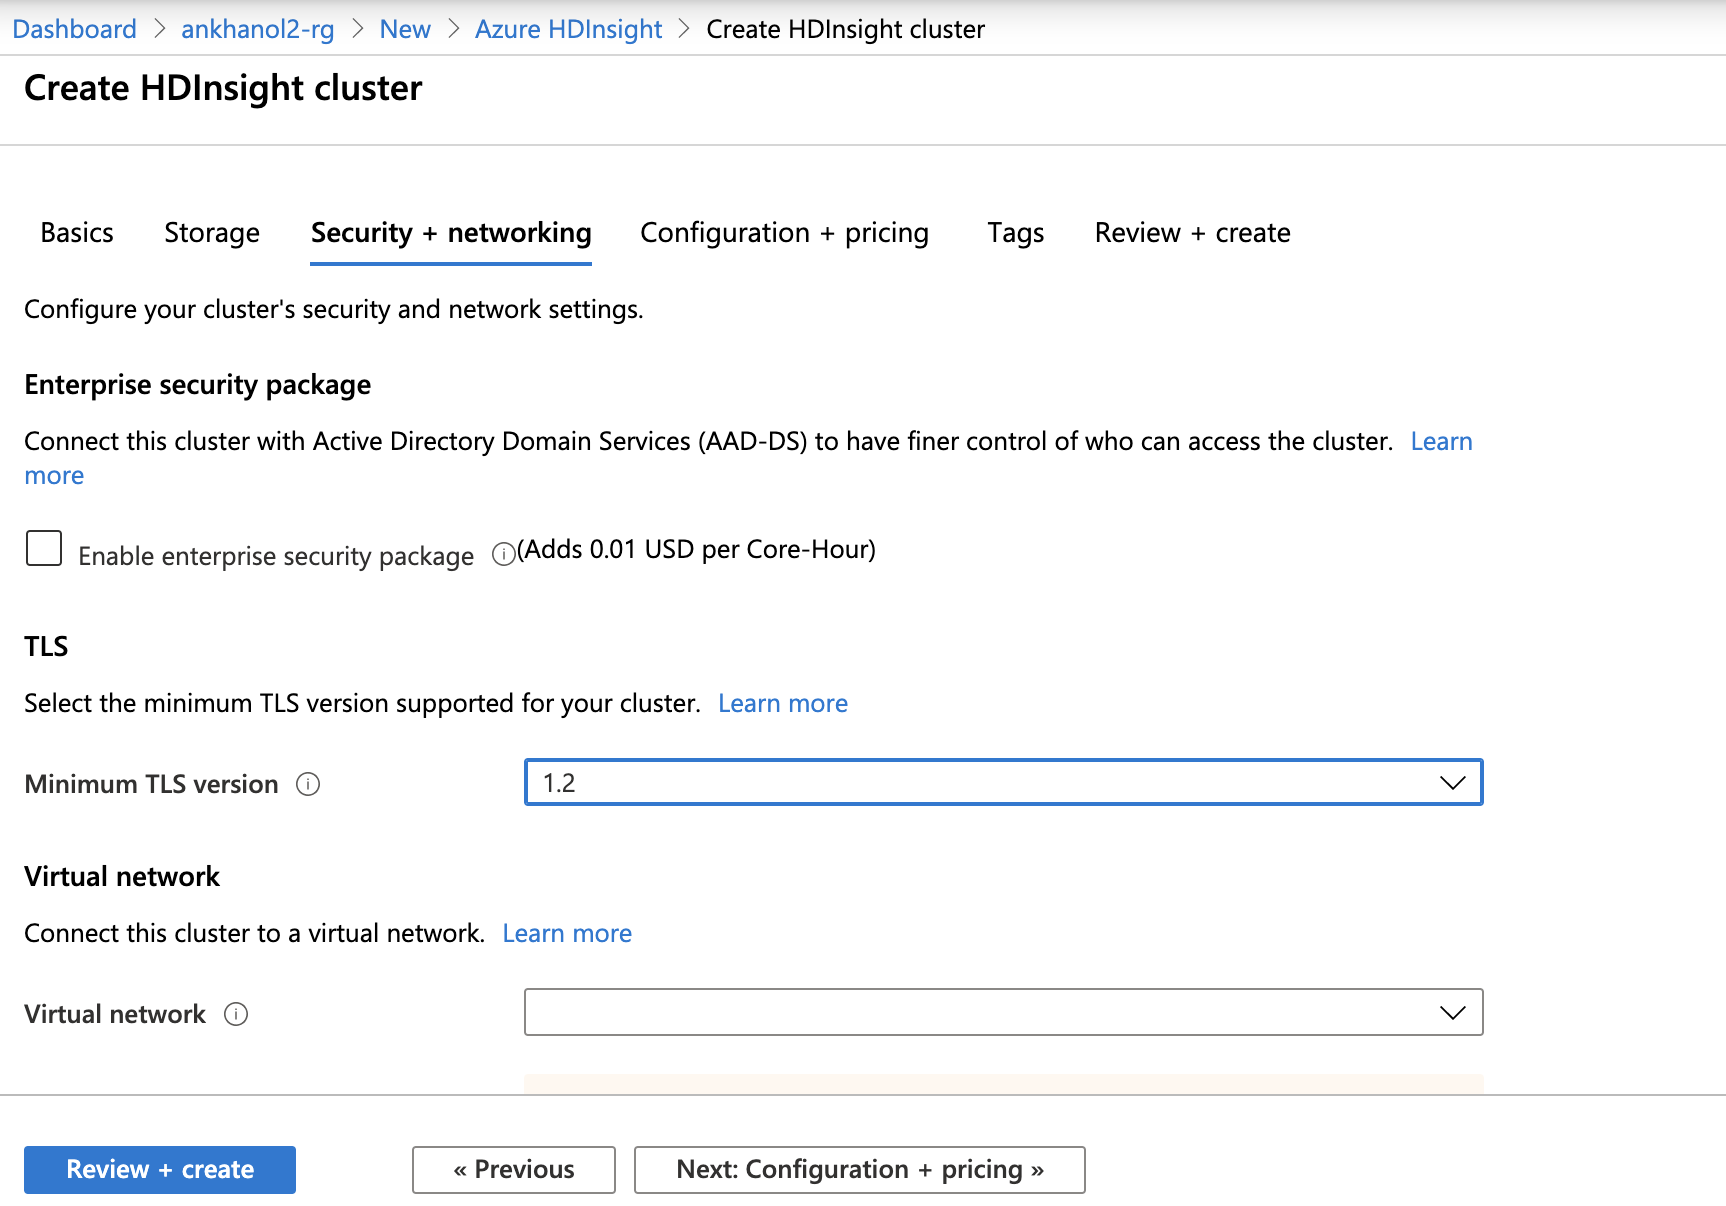 Dashboard > ankhanol2-rg > New > Azure HDInsight > Create HDInsight cluster
Create HDInsight cluster
Basics Storage Security + networking Configuration + pricing Tags Review + create
Configure your cluster's security and network settings.
Enterprise security package
Connect this cluster with Active Directory Domain Services (AAD-DS) to have finer control of who can access the cluster. Learn
more
Enable enterprise security package (Adds 0.01 USD per Core-Hour)
TLS
Select the minimum TLS version supported for your cluster. Learn more
Minimum TLS version 1.2
Virtual network
Connect this cluster to a virtual network. Learn more
Virtual network
Review + create « Previous Next: Configuration + pricing »